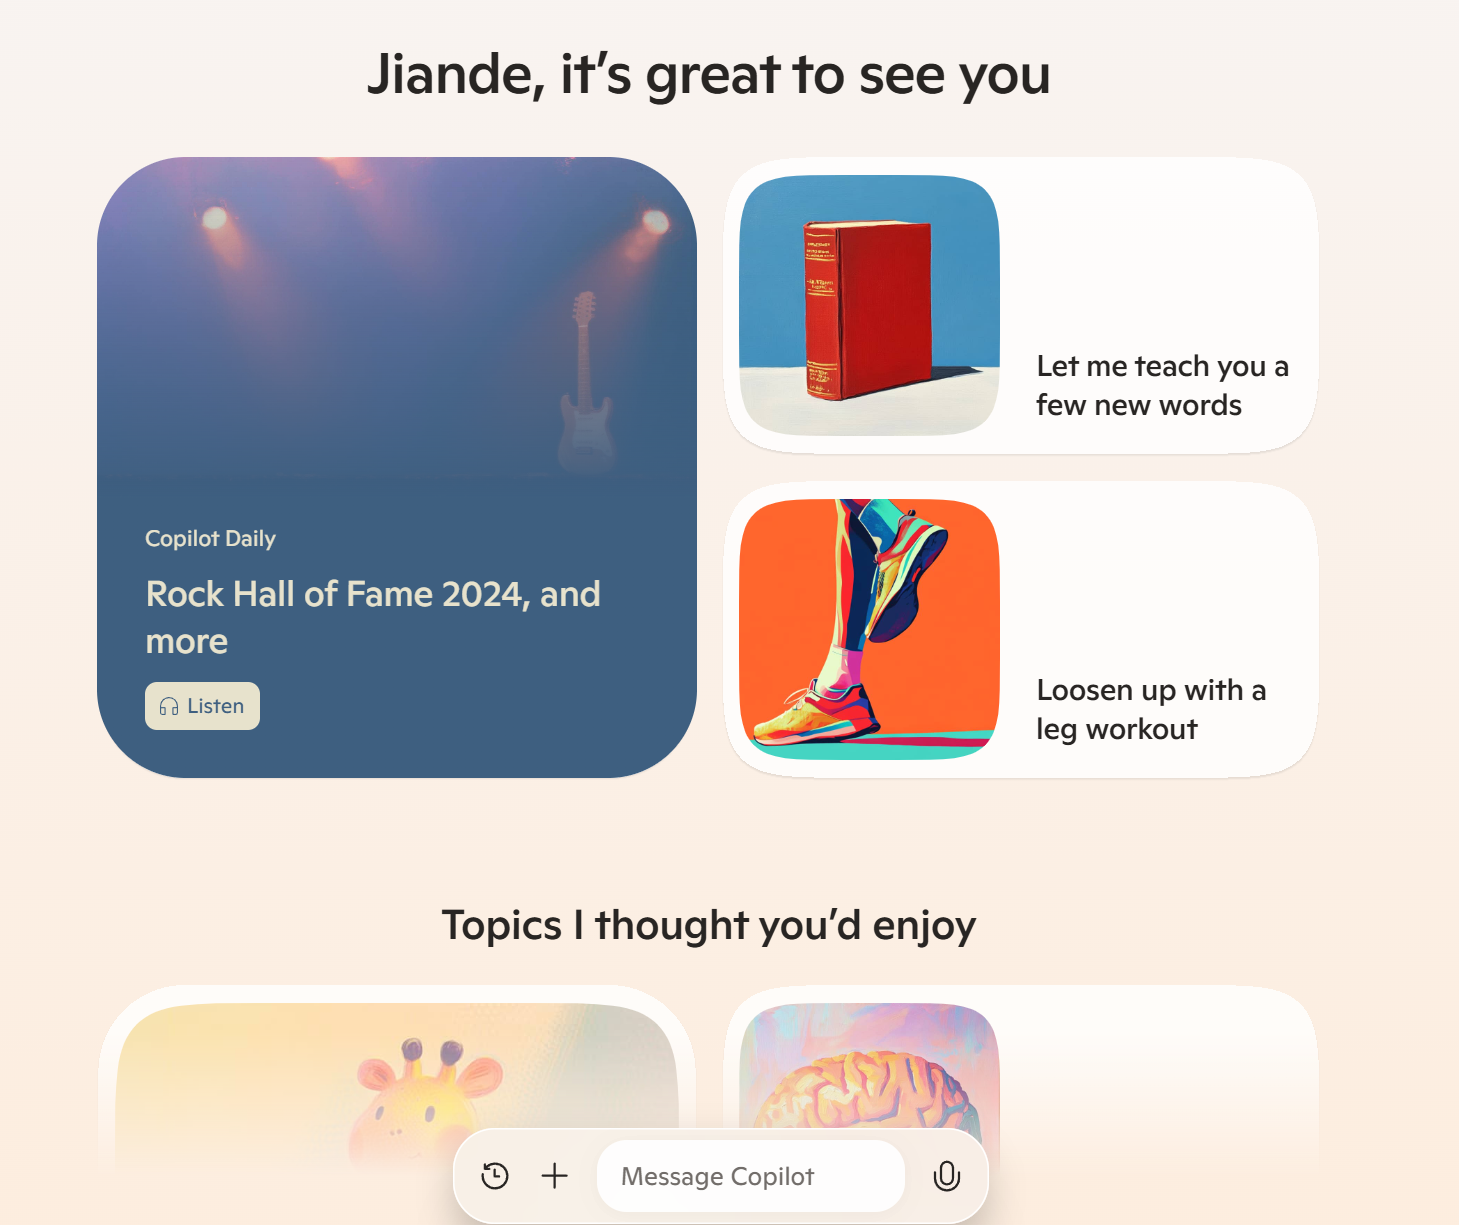 Jiande, it’s great to see you
Copilot Daily
Rock Hall of Fame 2024, and
more
Listen
Let me teach you a
few new words
Loosen up with a
leg workout
Topics I thought you’d enjoy
Message Copilot